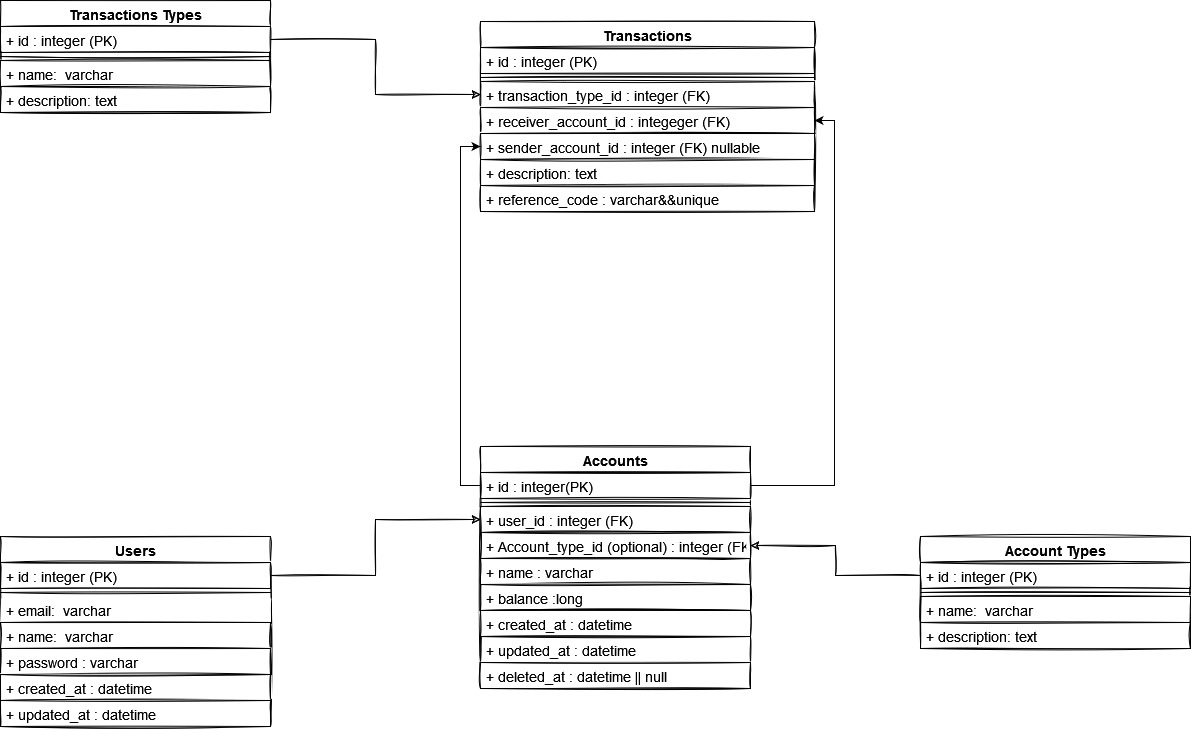 Transactions Types
+ id : integer (PK)
+ name: varchar
+ description: text
Transactions
+ id : integer (PK)
+ transaction_type_id : integer (FK)
+ receiver_account_id : integeger (FK)
+ sender_account_id : integer (FK) nullable
+ description: text
+ reference_code : varchar&&unique
Accounts
+ id : integer(PK)
+ user_id : integer (FK)
+ Account_type_id (optional) : integer (FK
+ name : varchar
+ balance :long
+ created_at : datetime
+ updated_at : datetime
+ deleted_at : datetime || null
Users
+ id : integer (PK)
+ email: varchar
+ name: varchar
+ password : varchar
+ created_at : datetime
+ updated_at : datetime
Account Types
+ id : integer (PK)
+ name: varchar
+ description: text